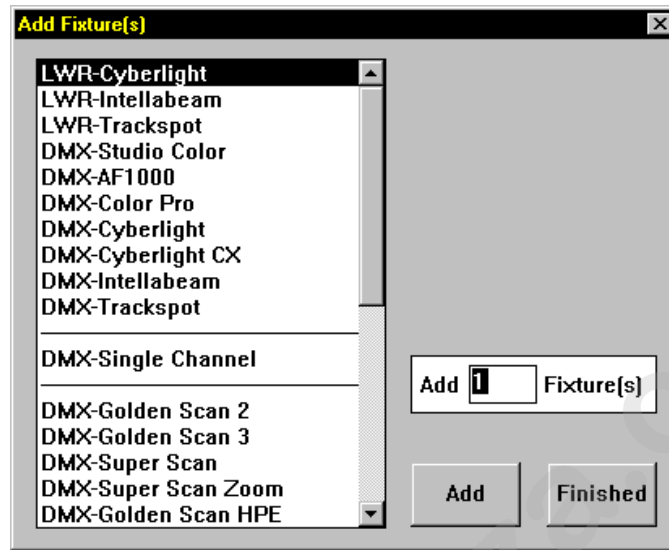 Add Fixture(s)
LWR-Cyberlight
LWR-Intellabeam
LWR-Trackspot
DMX-Studio Color
DMX-AF1000
DMX-Color Pro
DMX-Cyberlight
DMX-Cyberlight CX
DMX-Intellabeam
DMX-Trackspot
DMX-Single Channel
DMX-Golden Scan 2
DMX-Golden Scan 3
DMX-Super Scan
DMX-Super Scan Zoom
DMX-Golden Scan HPE
Add 1 Fixture(s)
Add Finished